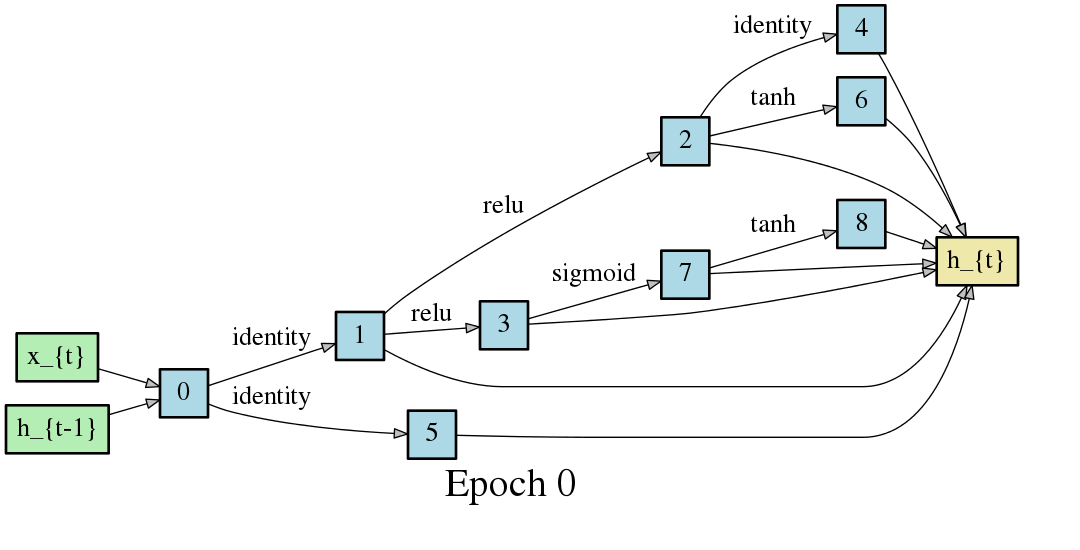 identity
4
tanh
6
2
relu
tanh
8
h_{t}
sigmoid
7
relu
3
identity
1
x_{t}
0
identity
h_{t-1}
5
Epoch 0